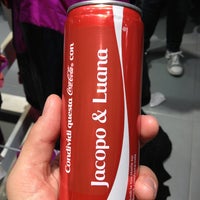 Condividi questa Coca-Cola con
Jacopo & Luana